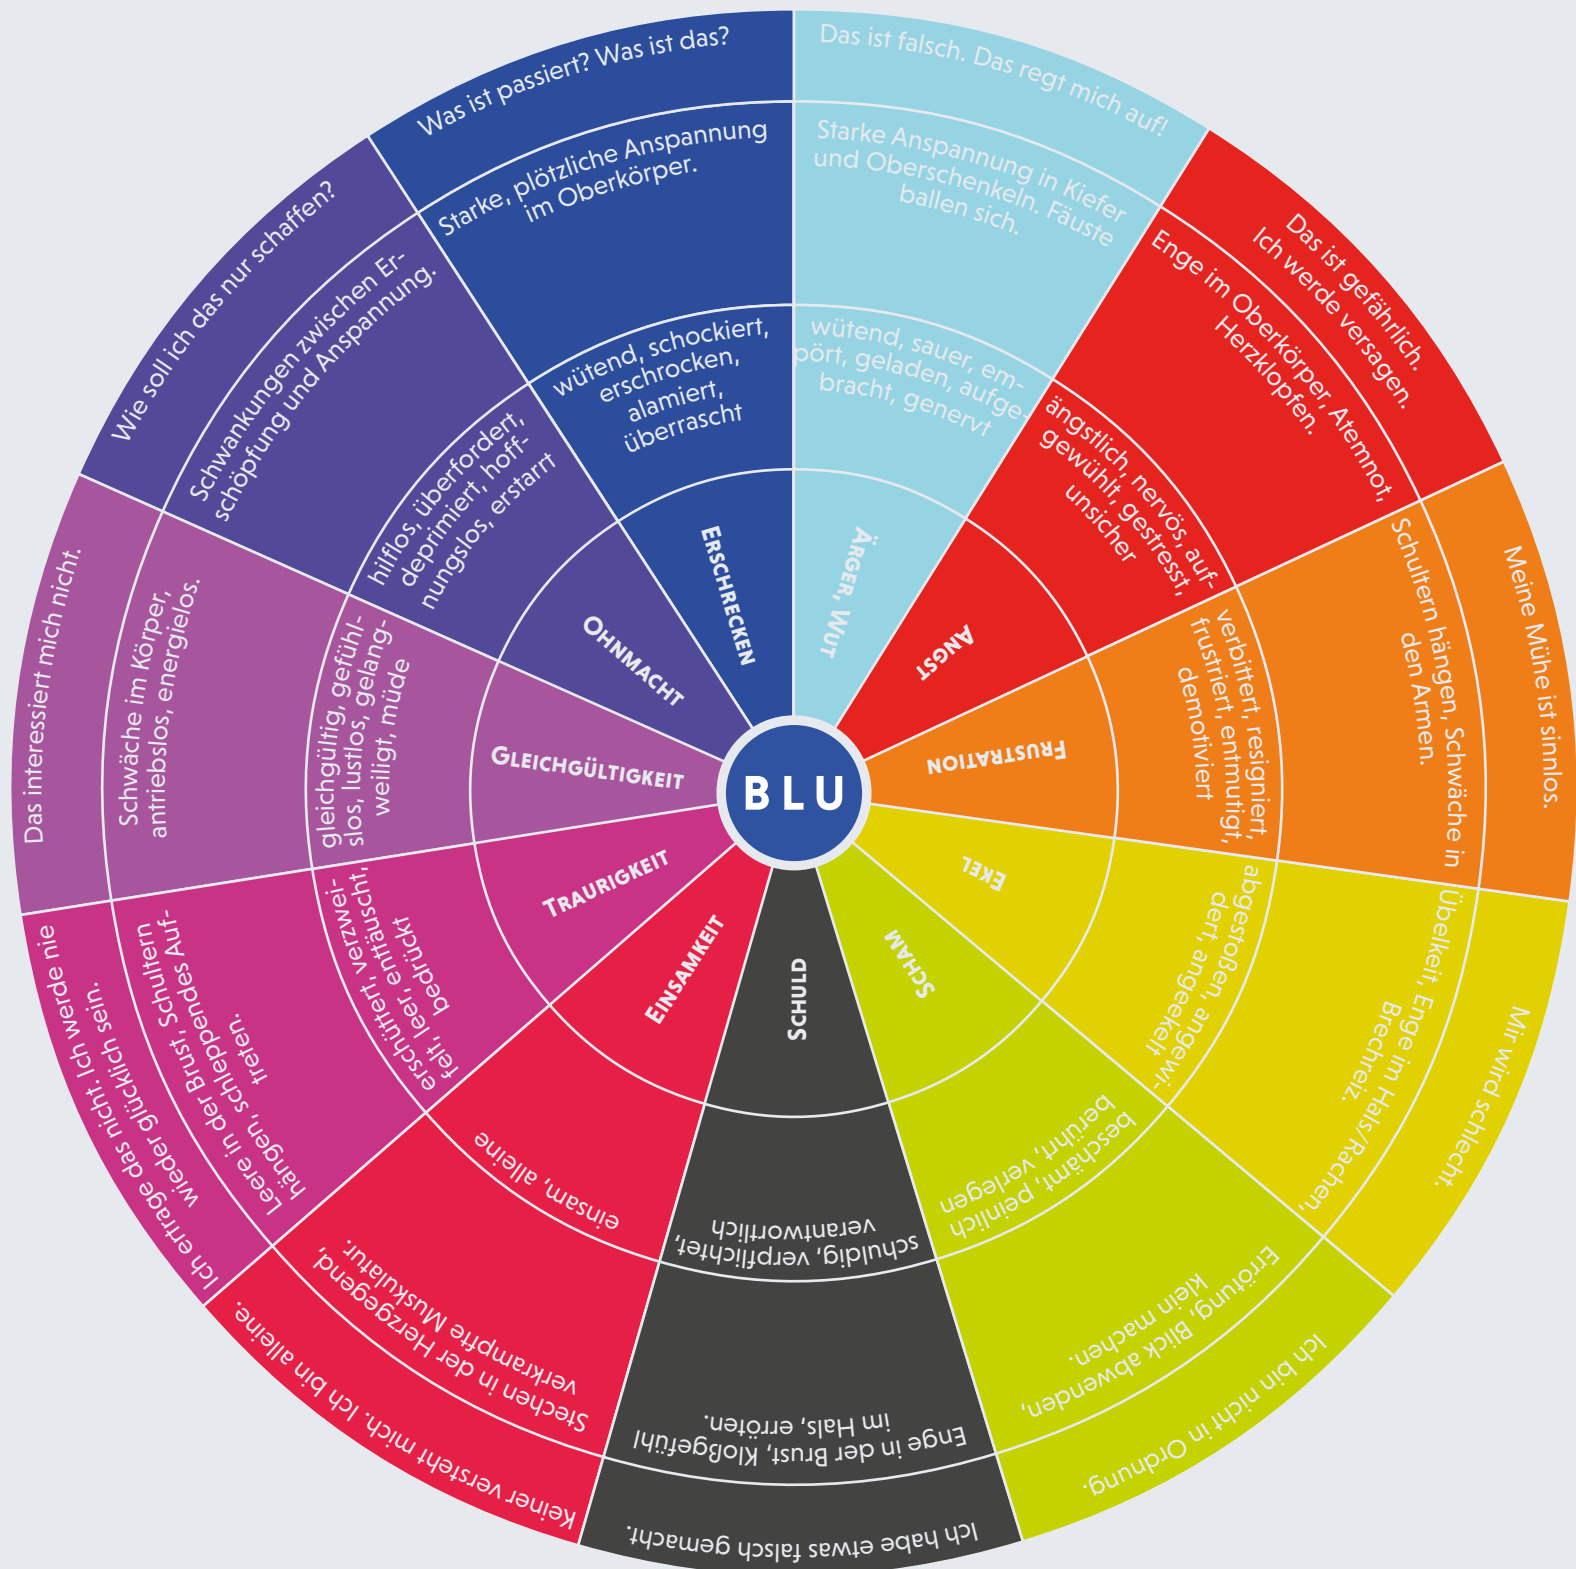 BLU
ÄRGER, WUT
wütend, sauer, em-
pört, geladen, aufge-
bracht, genervt
Starke Anspannung in Kiefer
und Oberschenkeln. Fäuste
ballen sich.
Das ist falsch. Das regt mich auf!
ANGST
ängstlich, nervös, auf-
gewühlt, gestresst,
unsicher
Enge im Oberkörper, Atemnot,
Herzklopfen.
Das ist gefährlich.
Ich werde versagen.
FRUSTRATION
verbittert, resigniert,
frustriert, entmutigt,
demotiviert
Schultern hängen, Schwäche in
den Armen.
Meine Mühe ist sinnlos.
EKEL
abgestoßen, angewi-
dert, angeekelt
Übelkeit, Enge im Hals/Rachen,
Brechreiz.
Mir wird schlecht.
SCHAM
beschämt, peinlich
berührt, verlegen
Errötung, Blick abwenden,
klein machen.
Ich bin nicht in Ordnung.
SCHULD
schuldig, verpflichtet,
verantwortlich
Enge in der Brust, Kloßgefühl
im Hals, erröten.
Ich habe etwas falsch gemacht.
EINSAMKEIT
einsam, alleine
Stechen in der Herzgegend,
verkrampfte Muskulatur.
Keiner versteht mich. Ich bin alleine.
TRAURIGKEIT
erschüttert, verzwei-
felt, leer, enttäuscht,
bedrückt
Leere in der Brust, Schultern
hängen, schleppendes Auf-
treten.
Ich ertrage das nicht. Ich werde nie
wieder glücklich sein.
GLEICHGÜLTIGKEIT
gleichgültig, gefühl-
slos, lustlos, gelang-
weiligt, müde
Schwäche im Körper,
antriebslos, energielos.
Das interessiert mich nicht.
OHNMACHT
hilflos, überfordert,
deprimiert, hoff-
nungslos, erstarrt
Schwankungen zwischen Er-
schöpfung und Anspannung.
Wie soll ich das nur schaffen?
ERSCHRECKEN
wütend, schockiert,
erschrocken,
alamiert,
überrascht
Starke, plötzliche Anspannung
im Oberkörper.
Was ist passiert? Was ist das?